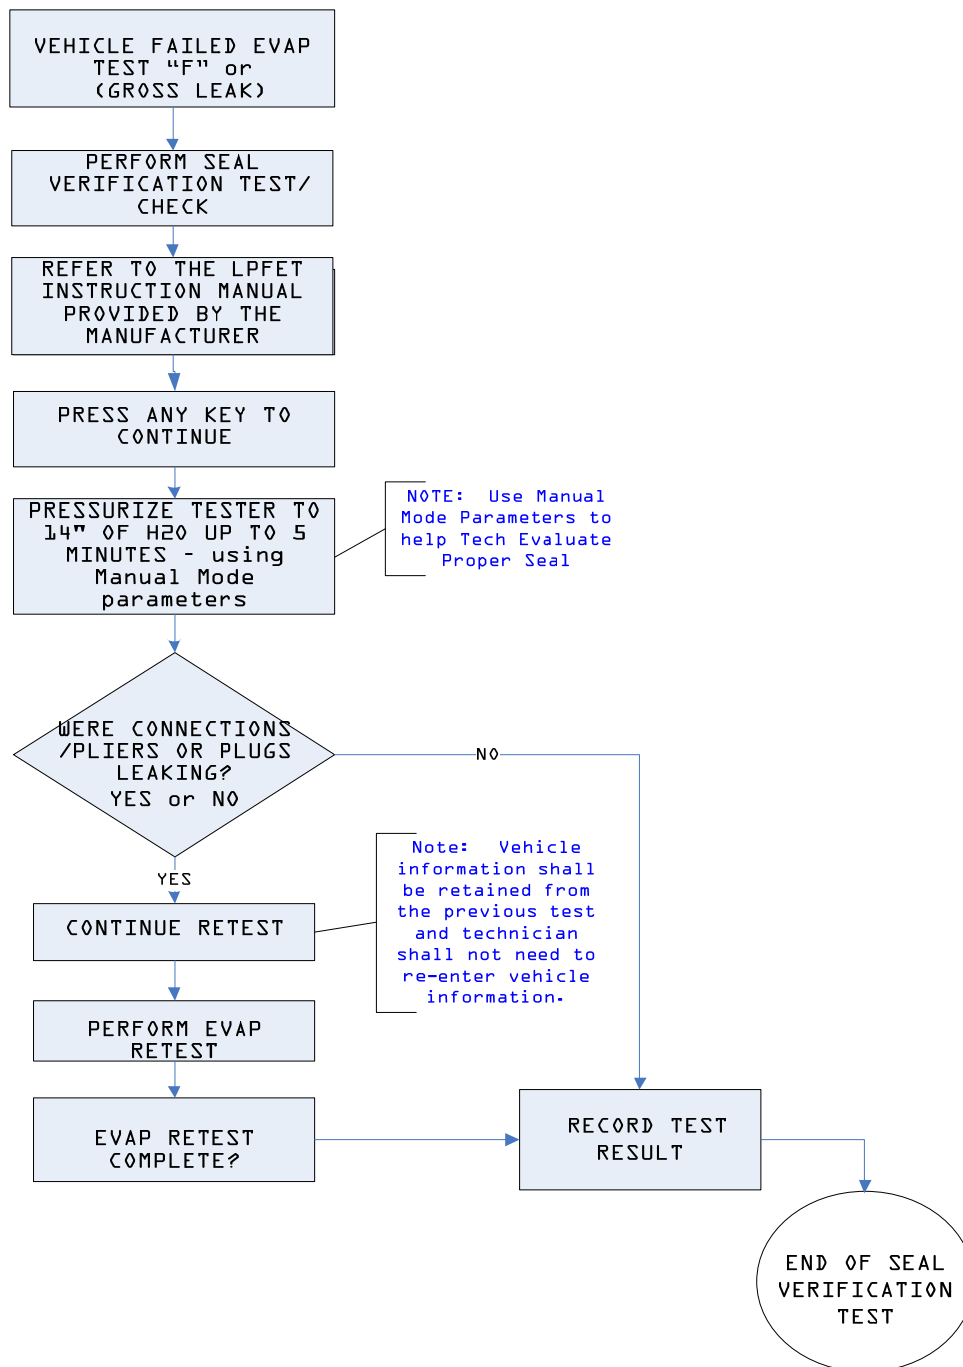 VEHICLE FAILED EVAP
TEST “F” or
(GROSS LEAK)
PERFORM SEAL
VERIFICATION TEST/
CHECK
REFER TO THE LPFET
INSTRUCTION MANUAL
PROVIDED BY THE
MANUFACTURER
PRESS ANY KEY TO
CONTINUE
PRESSURIZE TESTER TO
14" OF H20 UP TO 5
MINUTES - using
Manual Mode
parameters
NOTE: Use Manual
Mode Parameters to
help Tech Evaluate
Proper Seal
WERE CONNECTIONS
/PLIERS OR PLUGS
LEAKING?
YES or NO
NO
YES
Note: Vehicle
information shall
be retained from
the previous test
and technician
shall not need to
re-enter vehicle
information.
CONTINUE RETEST
PERFORM EVAP
RETEST
EVAP RETEST
COMPLETE?
RECORD TEST
RESULT
END OF SEAL
VERIFICATION
TEST